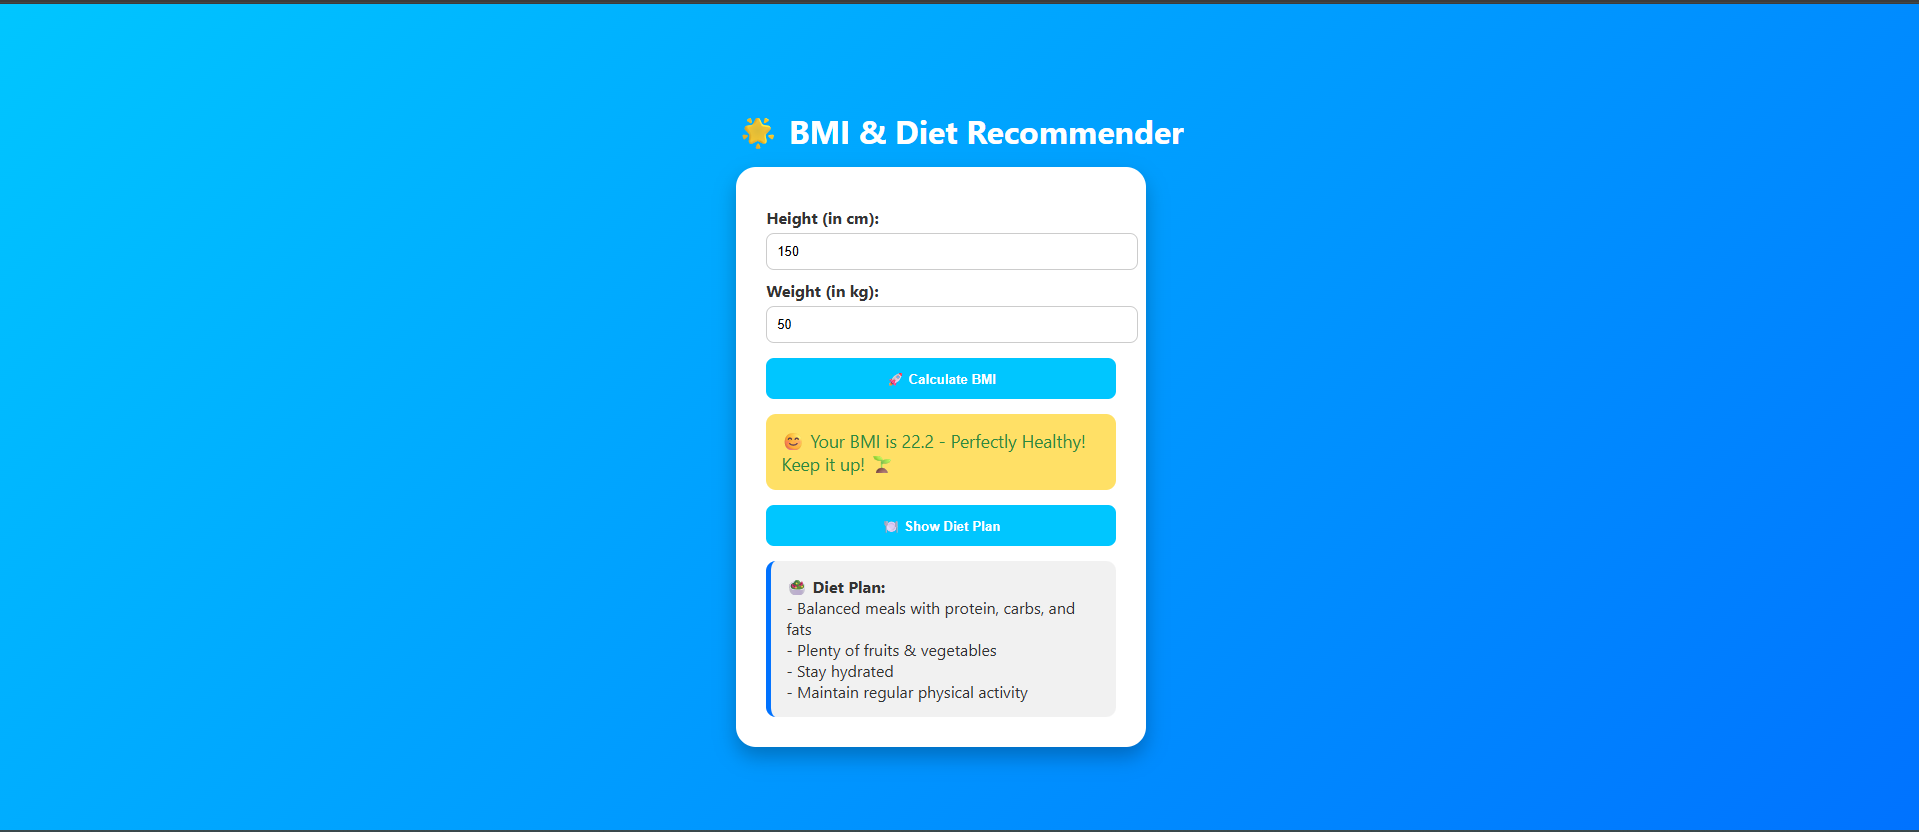 🌟 BMI & Diet Recommender
Height (in cm):
150
Weight (in kg):
50
🚀 Calculate BMI
😊 Your BMI is 22.2 - Perfectly Healthy!
Keep it up! 🌱
🍽️ Show Diet Plan
🥗 Diet Plan:
- Balanced meals with protein, carbs, and
fats
- Plenty of fruits & vegetables
- Stay hydrated
- Maintain regular physical activity